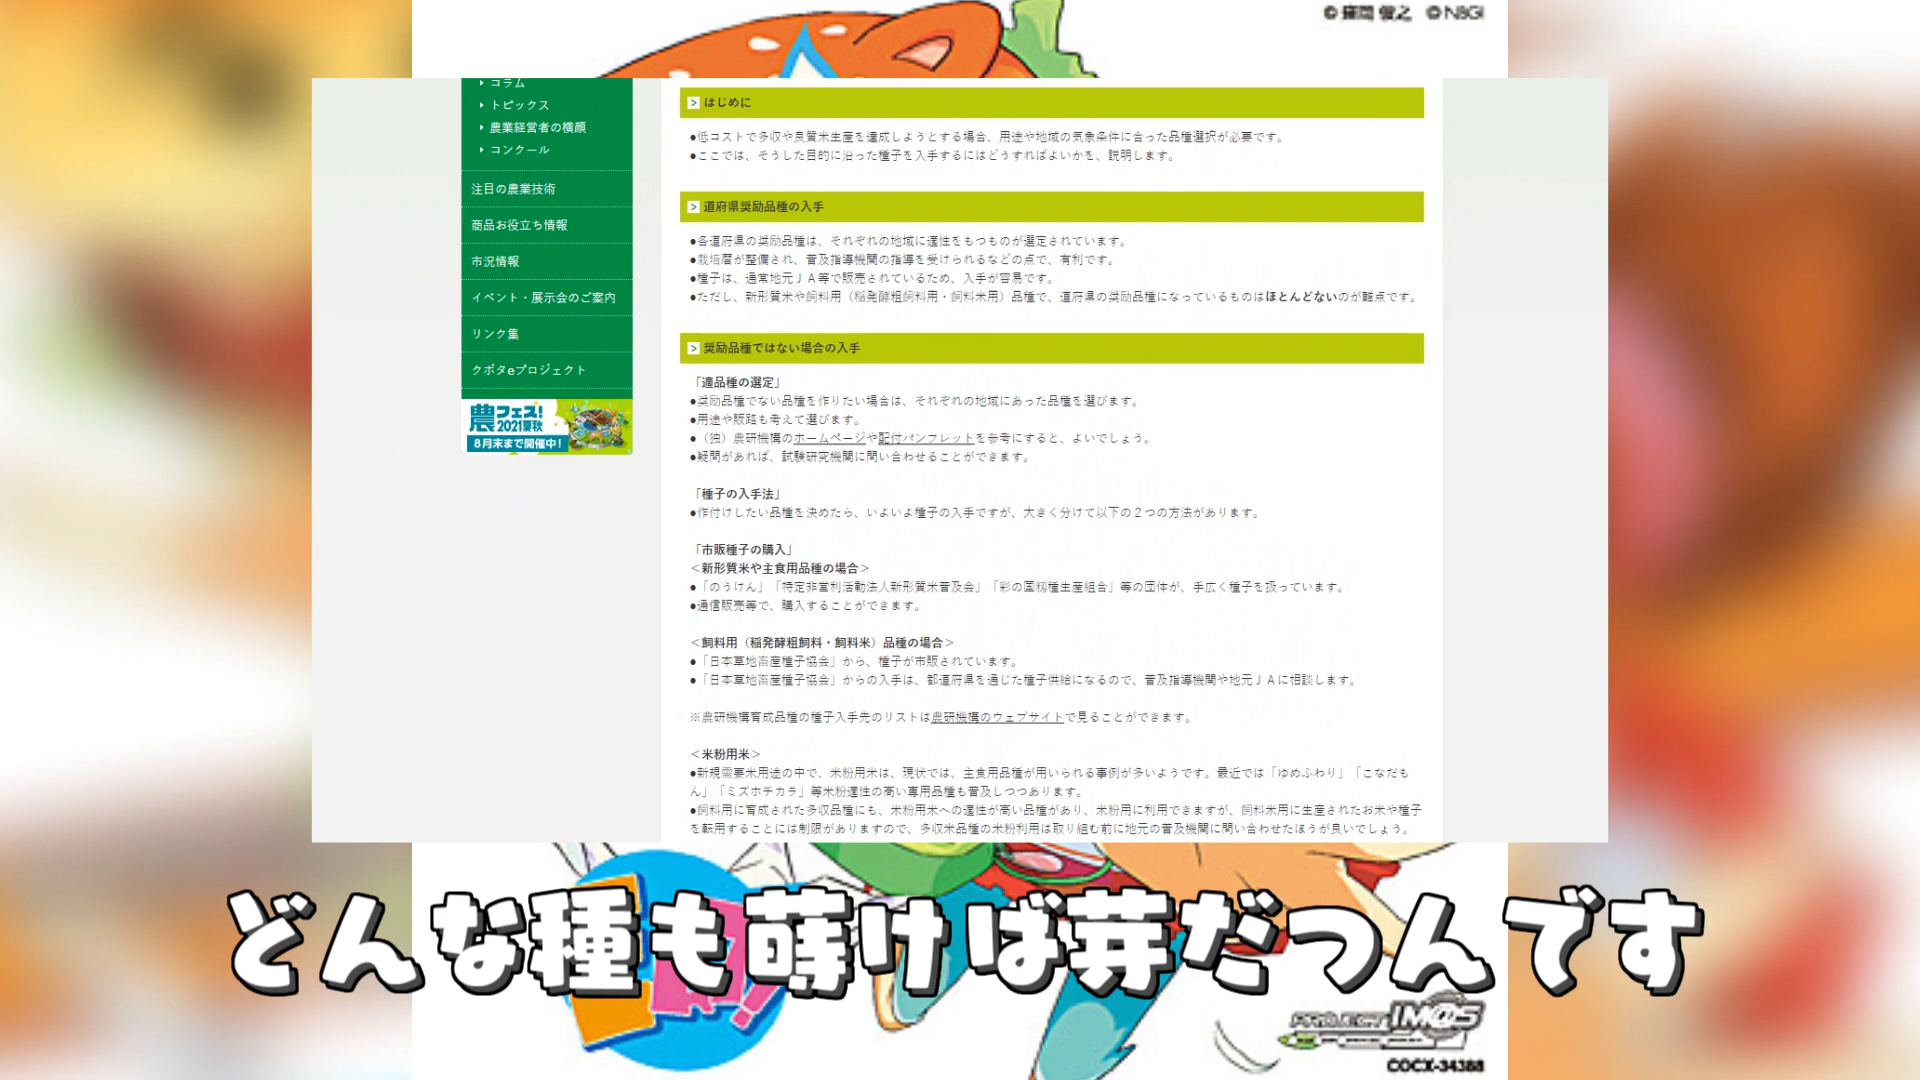 ©窪岡 俊之 ©NBGI
コラム
トピックス
農業経営者の横顔
コンクール
注目の農業技術
商品お役立ち情報
市況情報
イベント・展示会のご案内
リンク集
クボタeプロジェクト
農フェス!
2021夏秋
8月末まで開催中!
はじめに
●低コストで多収や良質米生産を達成しようとする場合、用途や地域の気象条件に合った品種選択が必要です。
●ここでは、そうした目的に沿った種子を入手するにはどうすればよいかを、説明します。
道府県奨励品種の入手
●各道府県の奨励品種は、それぞれの地域に適性をもつものが選定されています。
●栽培暦が整備され、普及指導機関の指導を受けられるなどの点で、有利です。
●種子は、通常地元JA等で販売されているため、入手が容易です。
●ただし、新形質米や飼料用(稲発酵粗飼料用・飼料米用)品種で、道府県の奨励品種になっているものはほとんどないのが難点です。
奨励品種ではない場合の入手
「適品種の選定」
●奨励品種でない品種を作りたい場合は、それぞれの地域にあった品種を選びます。
●用途や販路も考えて選びます。
●(独)農研機構のホームページや配付パンフレットを参考にすると、よいでしょう。
●疑問があれば、試験研究機関に問い合わせることができます。
「種子の入手法」
●作付けしたい品種を決めたら、いよいよ種子の入手ですが、大きく分けて以下の2つの方法があります。
「市販種子の購入」
<新形質米や主食用品種の場合>
●「のうけん」「特定非営利活動法人新形質米普及会」「彩の国籾種生産組合」等の団体が、手広く種子を扱っています。
●通信販売等で、購入することができます。
<飼料用(稲発酵粗飼料・飼料米)品種の場合>
●「日本草地畜産種子協会」から、種子が市販されています。
●「日本草地畜産種子協会」からの入手は、都道府県を通じた種子供給になるので、普及指導機関や地元JAに相談します。
※農研機構育成品種の種子入手先のリストは農研機構のウェブサイトで見ることができます。
<米粉用米>
●新規需要米用途の中で、米粉用米は、現状では、主食用品種が用いられる事例が多いようです。最近では「ゆめふわり」「こなだも
ん」「ミズホチカラ」等米粉適性の高い専用品種も普及しつつあります。
●飼料用に育成された多収品種にも、米粉用米への適性が高い品種があり、米粉用に利用できますが、飼料米用に生産されたお米や種子
を転用することには制限がありますので、多収米品種の米粉利用は取り組む前に地元の普及機関に問い合わせたほうが良いでしょう。
どんな種も蒔けば芽だつんです
PROJECT IM@S
COCX-34388